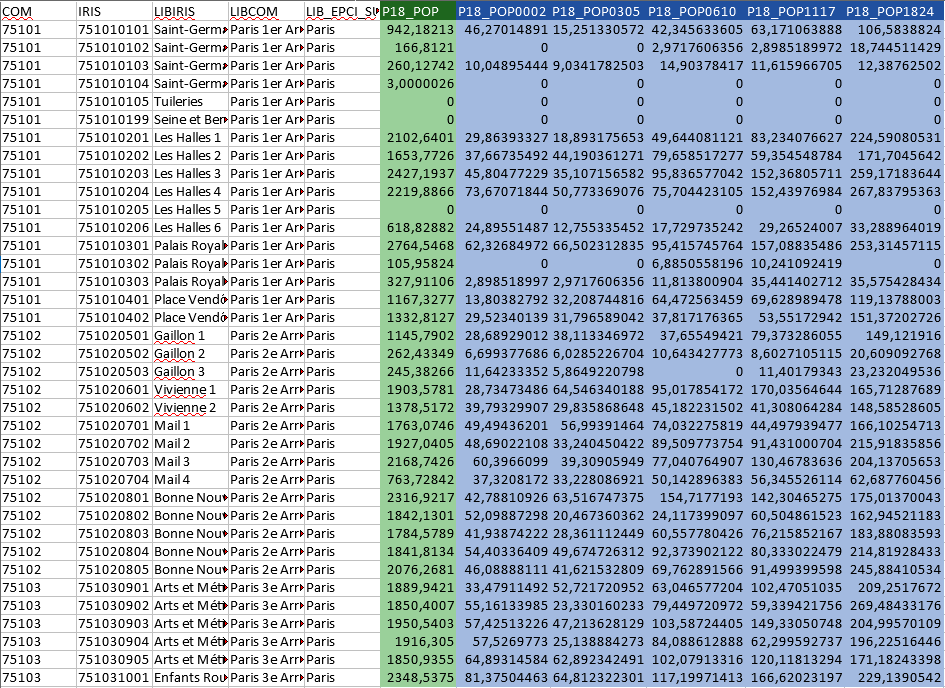 COM IRIS LIBIRIS LIBCOM LIB_EPCI_SU P18_POP P18_POP0002 P18_POP0305 P18_POP0610 P18_POP1117 P18_POP1824
75101 751010101 Saint-Germ Paris 1er Ar Paris 942,18213 46,27014891 15,251330572 42,345633605 63,171063888 106,5838824
75101 751010102 Saint-Germ Paris 1er Ar Paris 166,8121 0 0 2,9717606356 2,8985189972 18,744511429
75101 751010103 Saint-Germ Paris 1er Ar Paris 260,12742 10,04895444 9,0341782503 14,90378417 11,615966705 12,38762502
75101 751010104 Saint-Germ Paris 1er Ar Paris 3,0000026 0 0 0 0 0
75101 751010105 Tuileries Paris 1er Ar Paris 0 0 0 0 0 0
75101 751010199 Seine et Ber Paris 1er Ar Paris 0 0 0 0 0 0
75101 751010201 Les Halles 1 Paris 1er Ar Paris 2102,6401 29,86393327 18,893175653 49,644081121 83,234076627 224,59080531
75101 751010202 Les Halles 2 Paris 1er Ar Paris 1653,7726 37,66735492 44,190361271 79,658517277 59,354548784 171,7045642
75101 751010203 Les Halles 3 Paris 1er Ar Paris 2427,1937 45,80477229 35,107156582 95,836577042 152,36805711 259,17183644
75101 751010204 Les Halles 4 Paris 1er Ar Paris 2219,8866 73,67071844 50,773369076 75,704423105 152,43976984 267,83795363
75101 751010205 Les Halles 5 Paris 1er Ar Paris 0 0 0 0 0 0
75101 751010206 Les Halles 6 Paris 1er Ar Paris 618,82882 24,89551487 12,755335452 17,729735242 29,26524007 33,288964019
75101 751010301 Palais Royal Paris 1er Ar Paris 2764,5468 62,32684972 66,502312835 95,415745764 157,08835486 253,31457115
75101 751010302 Palais Royal Paris 1er Ar Paris 105,95824 0 0 6,8850558196 10,241092419 0
75101 751010303 Palais Royal Paris 1er Ar Paris 327,91106 2,898518997 2,9717606356 11,813800904 35,441402712 35,575428434
75101 751010401 Place Vendô Paris 1er Ar Paris 1167,3277 13,80382792 32,208744816 64,472563459 69,628989478 119,13788003
75101 751010402 Place Vendô Paris 1er Ar Paris 1332,8127 29,52340139 31,796589042 37,817176365 53,55172942 151,37202726
75102 751020501 Gaillon 1 Paris 2e Arr Paris 1145,7902 28,68929012 38,113346972 37,65549421 79,373286055 149,121916
75102 751020502 Gaillon 2 Paris 2e Arr Paris 262,43349 6,699377686 6,0285226704 10,643427773 8,6027105115 20,609092768
75102 751020503 Gaillon 3 Paris 2e Arr Paris 245,38266 11,64233352 5,8649220798 0 11,40179343 23,232049536
75102 751020601 Vivienne 1 Paris 2e Arr Paris 1903,5781 28,73473486 64,546340188 95,017854172 170,03564644 165,71287689
75102 751020602 Vivienne 2 Paris 2e Arr Paris 1378,5172 39,79329907 29,835868648 45,182231502 41,308064284 148,58528605
75102 751020701 Mail 1 Paris 2e Arr Paris 1763,0746 49,49436201 56,99391464 74,032275819 44,497939477 166,10254713
75102 751020702 Mail 2 Paris 2e Arr Paris 1927,0405 48,69022108 33,240450422 89,509773754 91,431000704 215,91835856
75102 751020703 Mail 3 Paris 2e Arr Paris 2168,7426 60,3966099 39,30905949 77,040764907 130,46783636 204,13705653
75102 751020704 Mail 4 Paris 2e Arr Paris 763,72842 37,3208172 33,228086921 50,142896383 56,345526114 62,687760456
75102 751020801 Bonne Nou Paris 2e Arr Paris 2316,9217 42,78810926 63,516747375 154,7177193 142,30465275 175,01370043
75102 751020802 Bonne Nou Paris 2e Arr Paris 1842,1301 52,09887298 20,467360362 24,117399097 60,504861523 162,94521183
75102 751020803 Bonne Nou Paris 2e Arr Paris 1784,5789 41,93874222 28,361112449 60,557780426 76,215852167 183,88083593
75102 751020804 Bonne Nou Paris 2e Arr Paris 1841,8134 54,40336409 49,674726312 92,373902122 80,333022479 214,81928433
75102 751020805 Bonne Nou Paris 2e Arr Paris 2076,2681 46,08888111 41,621532809 69,762891566 91,499399598 245,88410534
75103 751030901 Arts et Méti Paris 3e Arr Paris 1889,9421 33,47911492 52,721720952 63,046577204 102,47051035 209,2517672
75103 751030902 Arts et Méti Paris 3e Arr Paris 1850,4007 55,16133985 23,330160233 79,449720972 59,339421756 269,48433176
75103 751030903 Arts et Méti Paris 3e Arr Paris 1950,5403 57,42513226 47,213628129 103,58724405 149,33050748 204,99570109
75103 751030904 Arts et Méti Paris 3e Arr Paris 1916,305 57,5269773 25,138884273 84,088612888 62,299592737 196,22516446
75103 751030905 Arts et Méti Paris 3e Arr Paris 1850,9355 64,89314584 62,892342491 102,07913316 120,11813294 171,18243398
75103 751031001 Enfants Rou Paris 3e Arr Paris 2348,5375 81,37504463 64,812322301 117,19971413 166,62023197 229,1390542